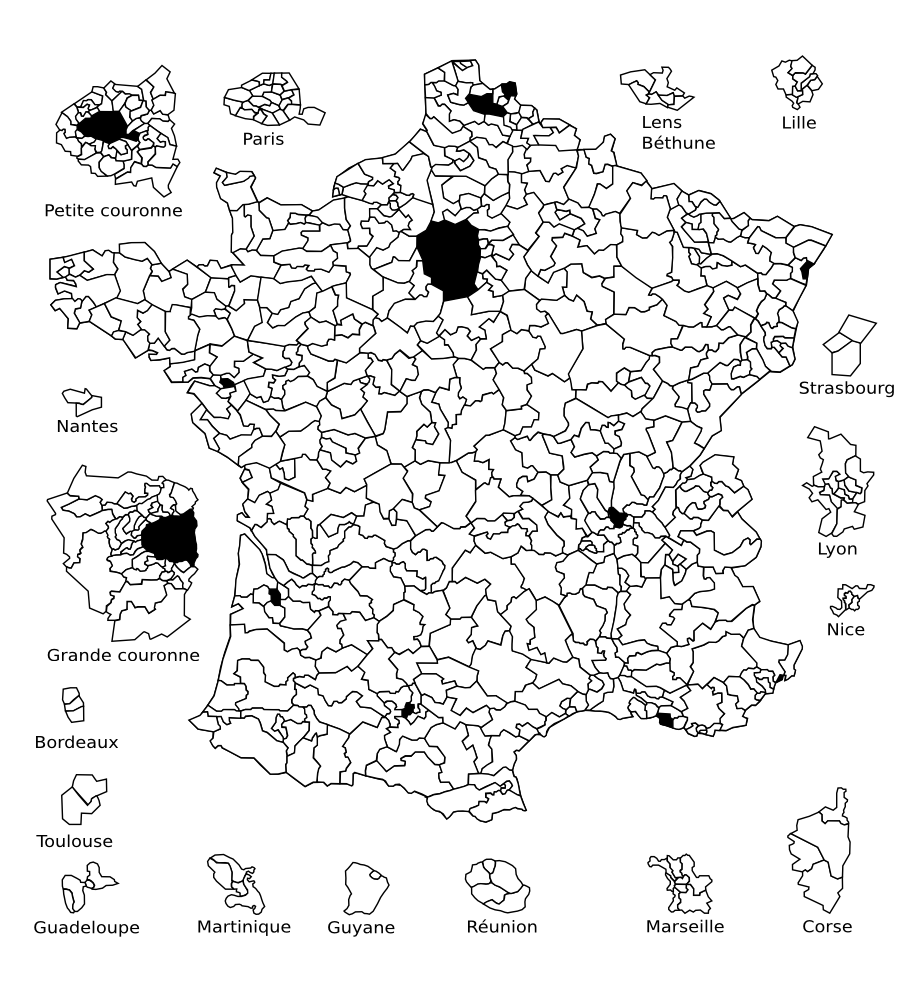 Paris
Lens
Béthune
Lille
Petite couronne
Strasbourg
Nantes
Lyon
Nice
Grande couronne
Bordeaux
Toulouse
Guadeloupe
Martinique
Guyane
Réunion
Marseille
Corse